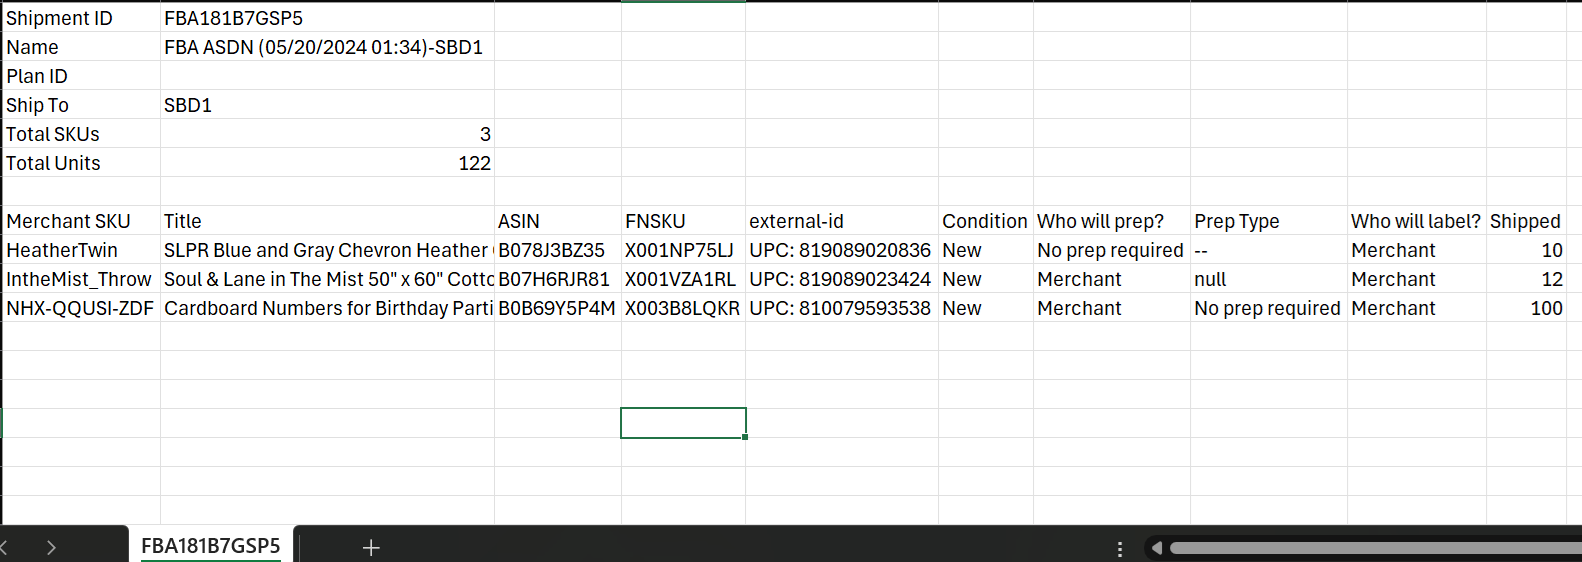 Shipment ID FBA181B7GSP5
Name FBA ASDN (05/20/2024 01:34)-SBD1
Plan ID
Ship To SBD1
Total SKUs 3
Total Units 122
Merchant SKU Title ASIN FNSKU external-id Condition Who will prep? Prep Type Who will label? Shipped
HeatherTwin SLPR Blue and Gray Chevron Heather B078J3BZ35 X001NP75LJ UPC: 819089020836 New No prep required -- Merchant 10
IntheMist_Throw Soul & Lane in The Mist 50" x 60" Cotto B07H6RJR81 X001VZA1RL UPC: 819089023424 New Merchant null Merchant 12
NHX-QQUSI-ZDF Cardboard Numbers for Birthday Parti B0B69Y5P4M X003B8LQKR UPC: 810079593538 New Merchant No prep required Merchant 100
FBA181B7GSP5